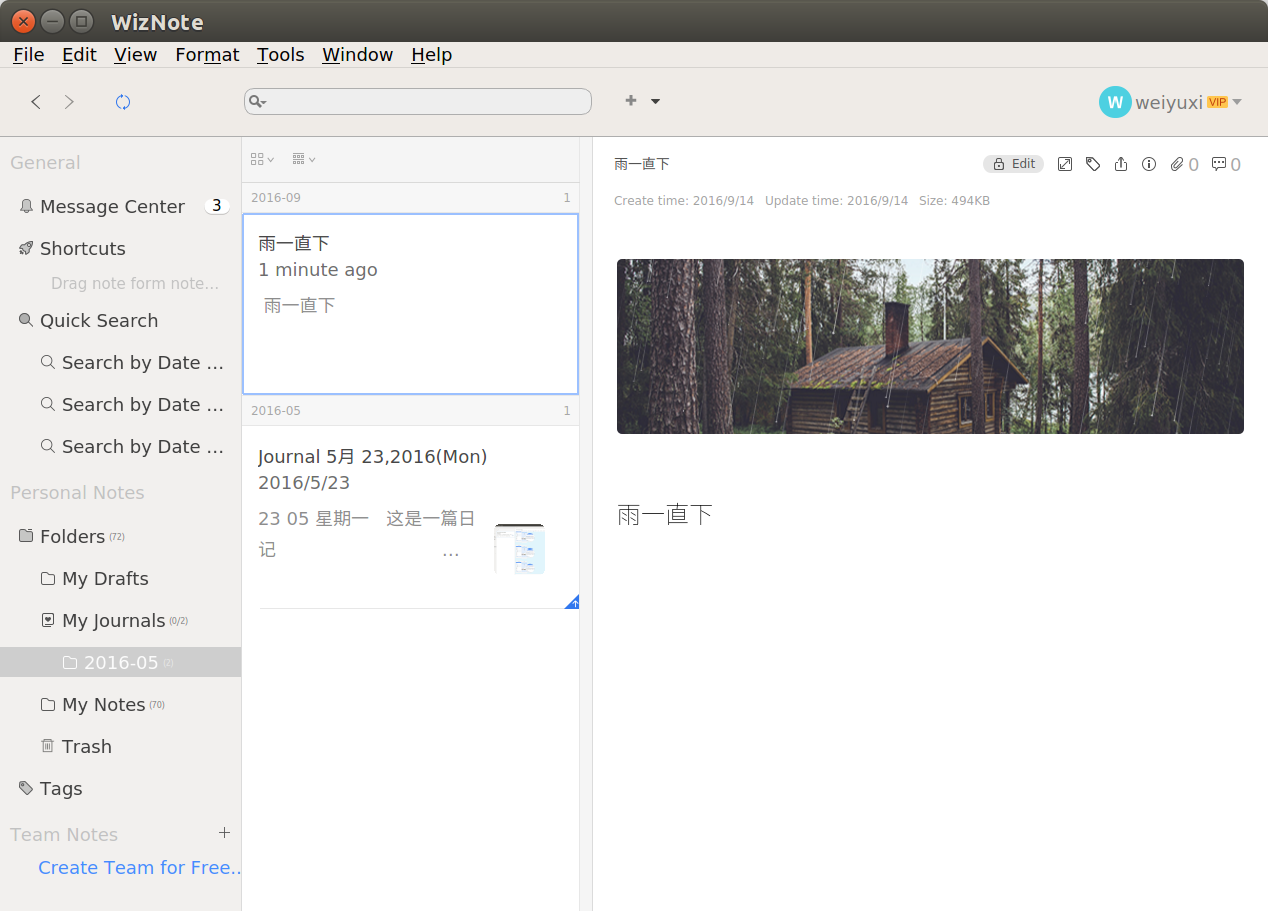 WizNote
File Edit View Format Tools Window Help
W weiyuxi VIP
General
Message Center 3
Shortcuts
Drag note form note...
Quick Search
Search by Date ...
Search by Date ...
Search by Date ...
Personal Notes
Folders (72)
My Drafts
My Journals (0/2)
2016-05 (2)
My Notes (70)
Trash
Tags
Team Notes +
Create Team for Free..
2016-09 1
雨一直下
1 minute ago
雨一直下
2016-05 1
Journal 5月 23,2016(Mon)
2016/5/23
23 05 星期一 这是一篇日
记 ...
雨一直下
Edit 0 0
Create time: 2016/9/14 Update time: 2016/9/14 Size: 494KB
雨一直下